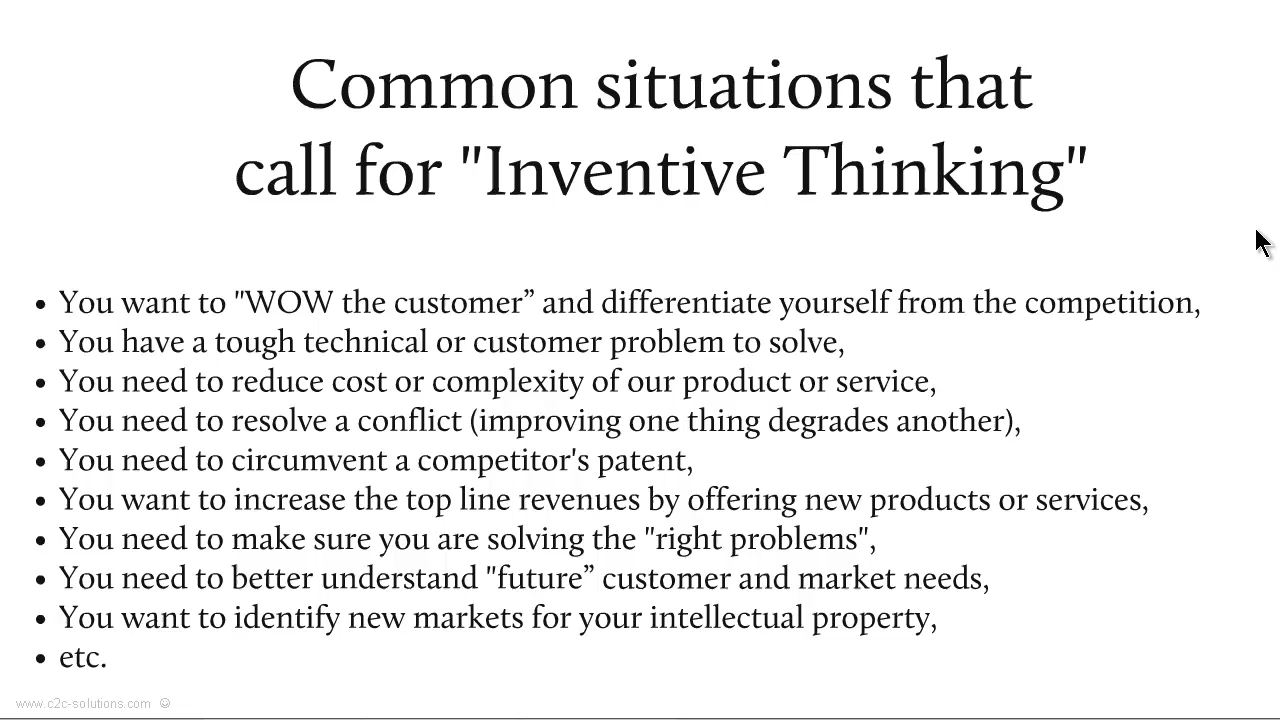 Common situations that
call for "Inventive Thinking"
• You want to "WOW the customer” and differentiate yourself from the competition,
• You have a tough technical or customer problem to solve,
• You need to reduce cost or complexity of our product or service,
• You need to resolve a conflict (improving one thing degrades another),
• You need to circumvent a competitor's patent,
• You want to increase the top line revenues by offering new products or services,
• You need to make sure you are solving the "right problems",
• You need to better understand "future” customer and market needs,
• You want to identify new markets for your intellectual property,
• etc.
www.c2c-solutions.com ©